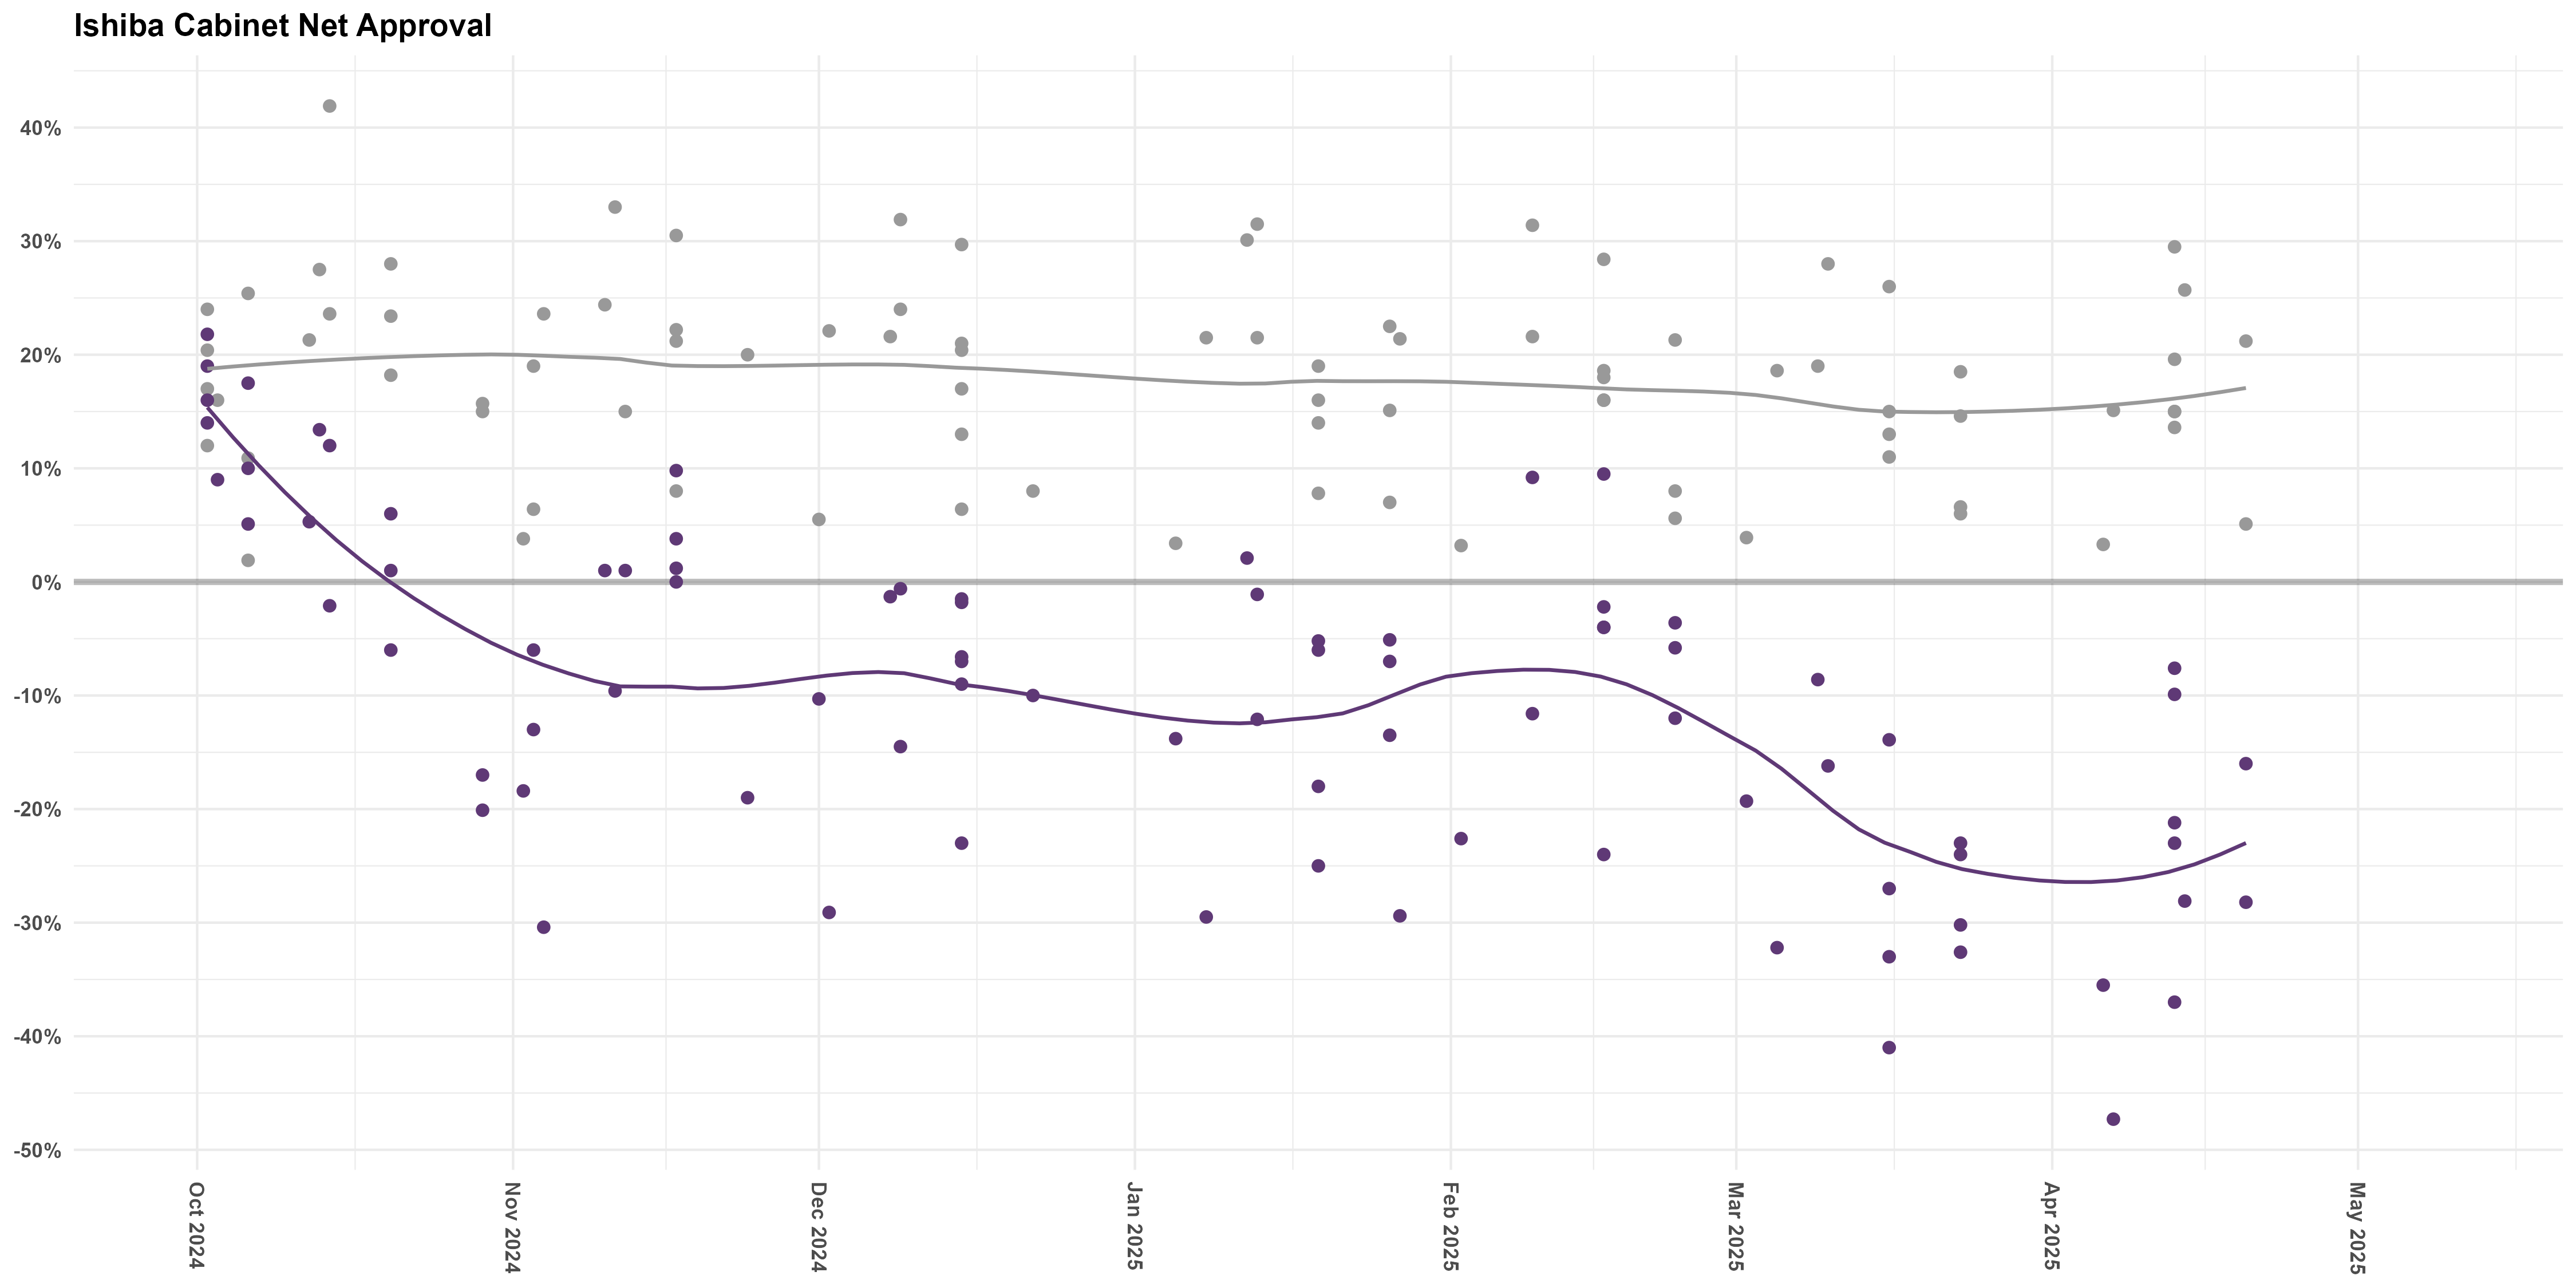 Ishiba Cabinet Net Approval
40%
30%
20%
10%
0%
-10%
-20%
-30%
-40%
-50%
Oct 2024
Nov 2024
Dec 2024
Jan 2025
Feb 2025
Mar 2025
Apr 2025
May 2025